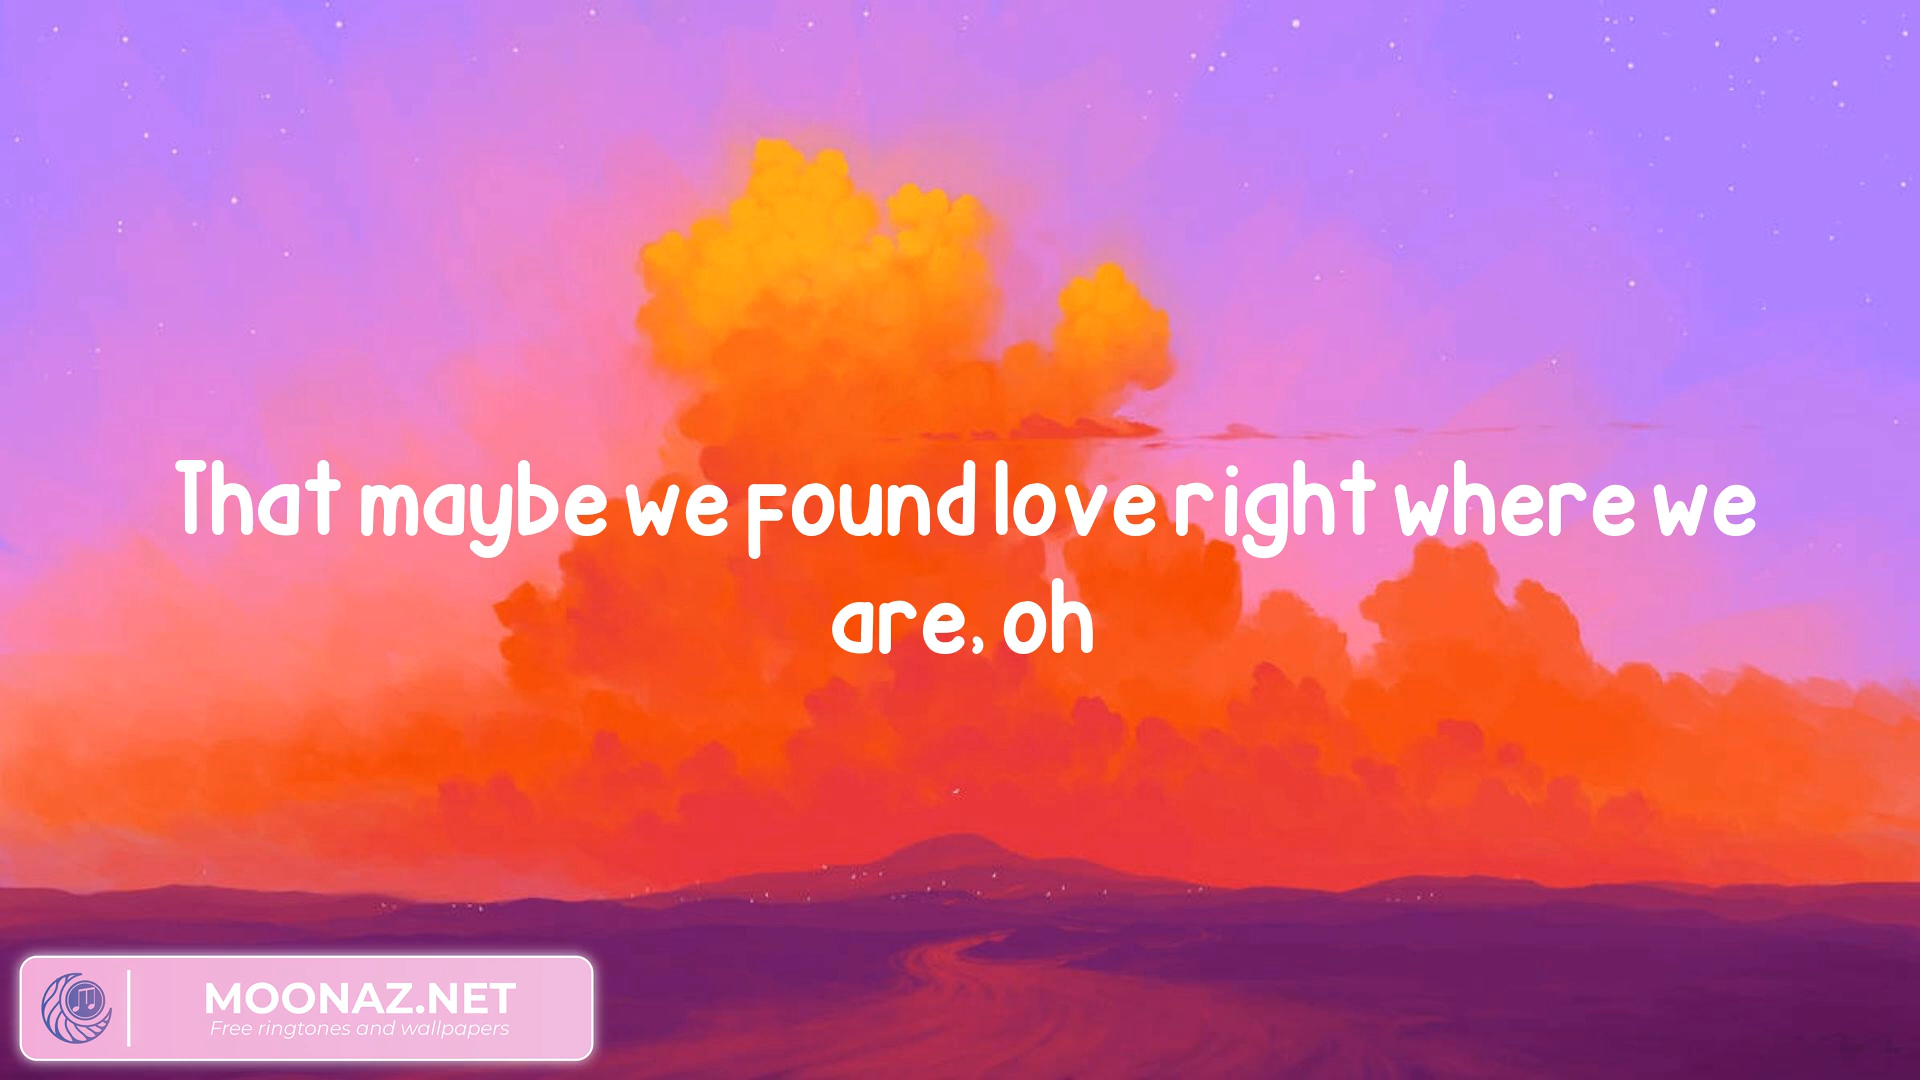 That maybe we found love right where we
are, oh
MOONAZ.NET
Free ringtones and wallpapers